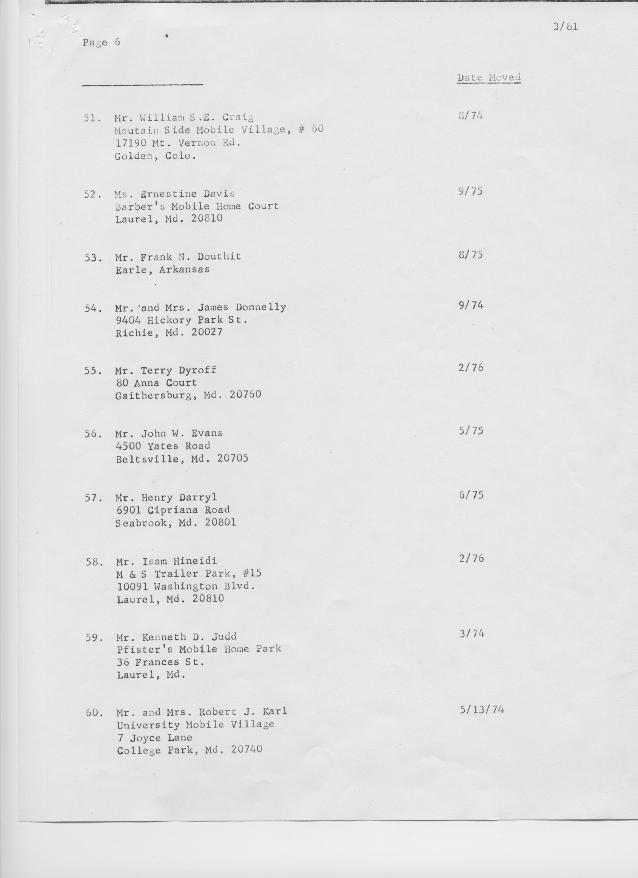 3/81
Page 6
Date Moved
51. Mr. William S.E. Craig 8/74
Moutain Side Mobile Village, # 60
17190 Mt. Vernon Rd.
Golden, Colo.
52. Ms. Ernestine Davis 9/75
Barber's Mobile Home Court
Laurel, Md. 20810
53. Mr. Frank N. Douthit 8/75
Earle, Arkansas
54. Mr. and Mrs. James Donnelly 9/74
9404 Hickory Park St.
Richie, Md. 20027
55. Mr. Terry Dyroff 2/76
80 Anna Court
Gaithersburg, Md. 20760
56. Mr. John W. Evans 5/75
4500 Yates Road
Beltsville, Md. 20705
57. Mr. Henry Darryl 6/75
6901 Cipriana Road
Seabrook, Md. 20801
58. Mr. Isam Hineidi 2/76
M & S Trailer Park, #15
10091 Washington Blvd.
Laurel, Md. 20810
59. Mr. Kenneth D. Judd 3/74
Pfister's Mobile Home Park
36 Frances St.
Laurel, Md.
60. Mr. and Mrs. Robert J. Karl 5/13/74
University Mobile Village
7 Joyce Lane
College Park, Md. 20740